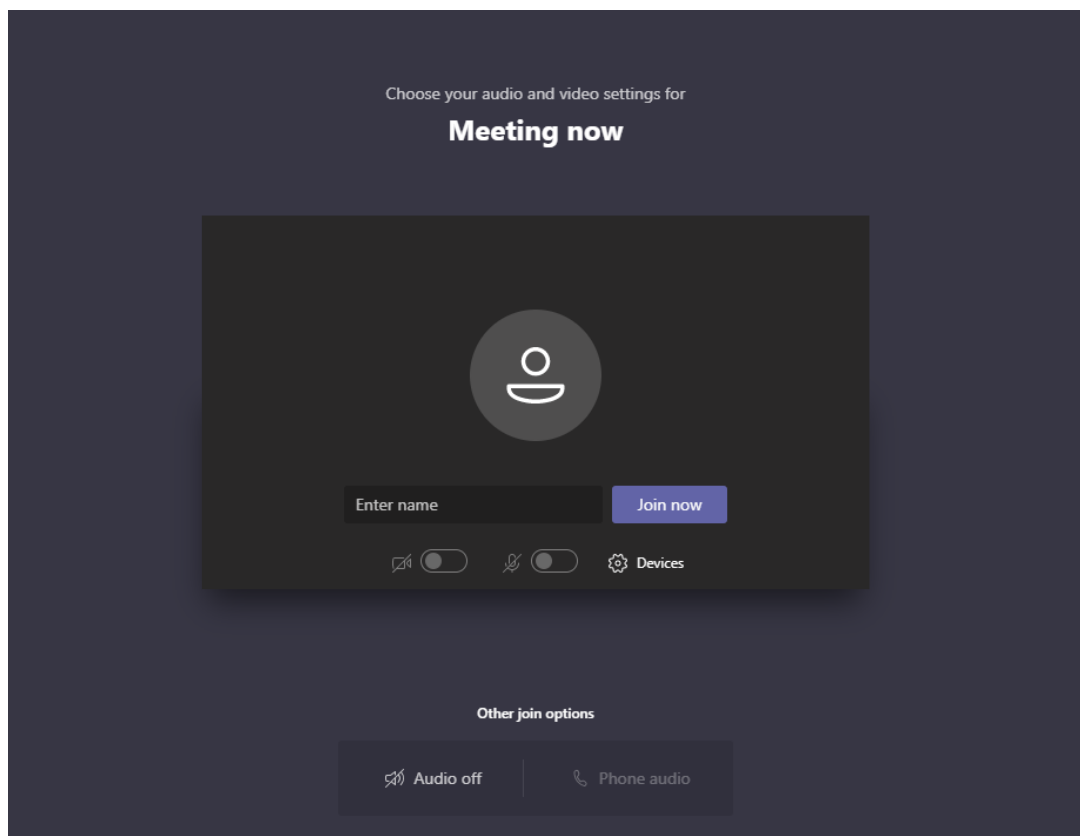 Choose your audio and video settings for
Meeting now
Enter name
Join now
Devices
Other join options
Audio off
Phone audio